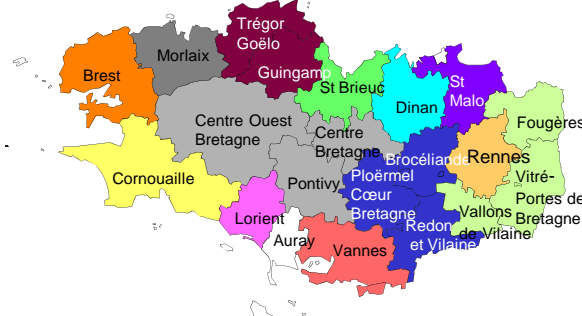 Trégor
Goëlo
Guingamp
Morlaix
Brest
St Brieuc
Dinan
St
Malo
Fougères
Centre Ouest
Bretagne
Centre
Bretagne
Brocéliande
Rennes
Vitré-
Portes de
Bretagne
Cornouaille
Pontivy
Ploërmel
Cœur
Bretagne
Lorient
Auray
Vannes
Redon
et Vilaine
Vallons
de Vilaine